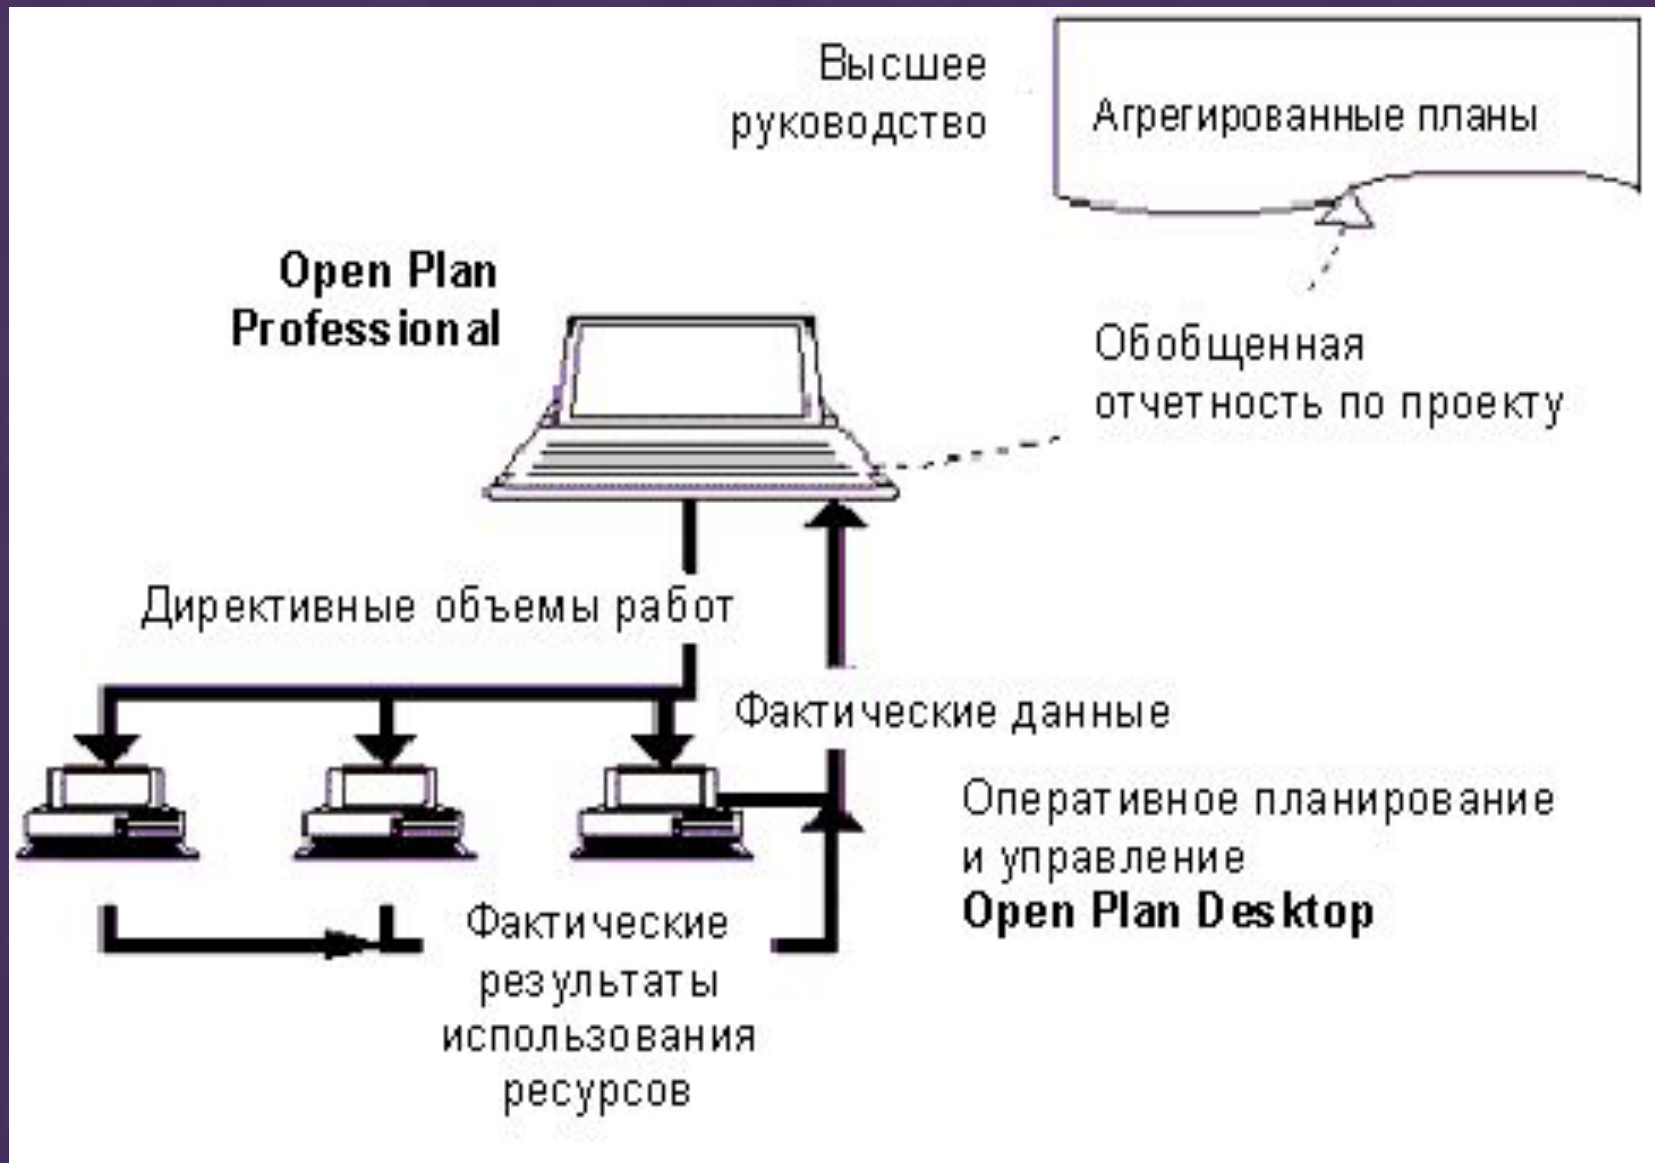 Высшее
руководство
Агрегированные планы
Open Plan
Professional
Обобщенная
отчетность по проекту
Директивные объемы работ
Фактические данные
Оперативное планирование
и управление
Open Plan Desktop
Фактические
результаты
использования
ресурсов